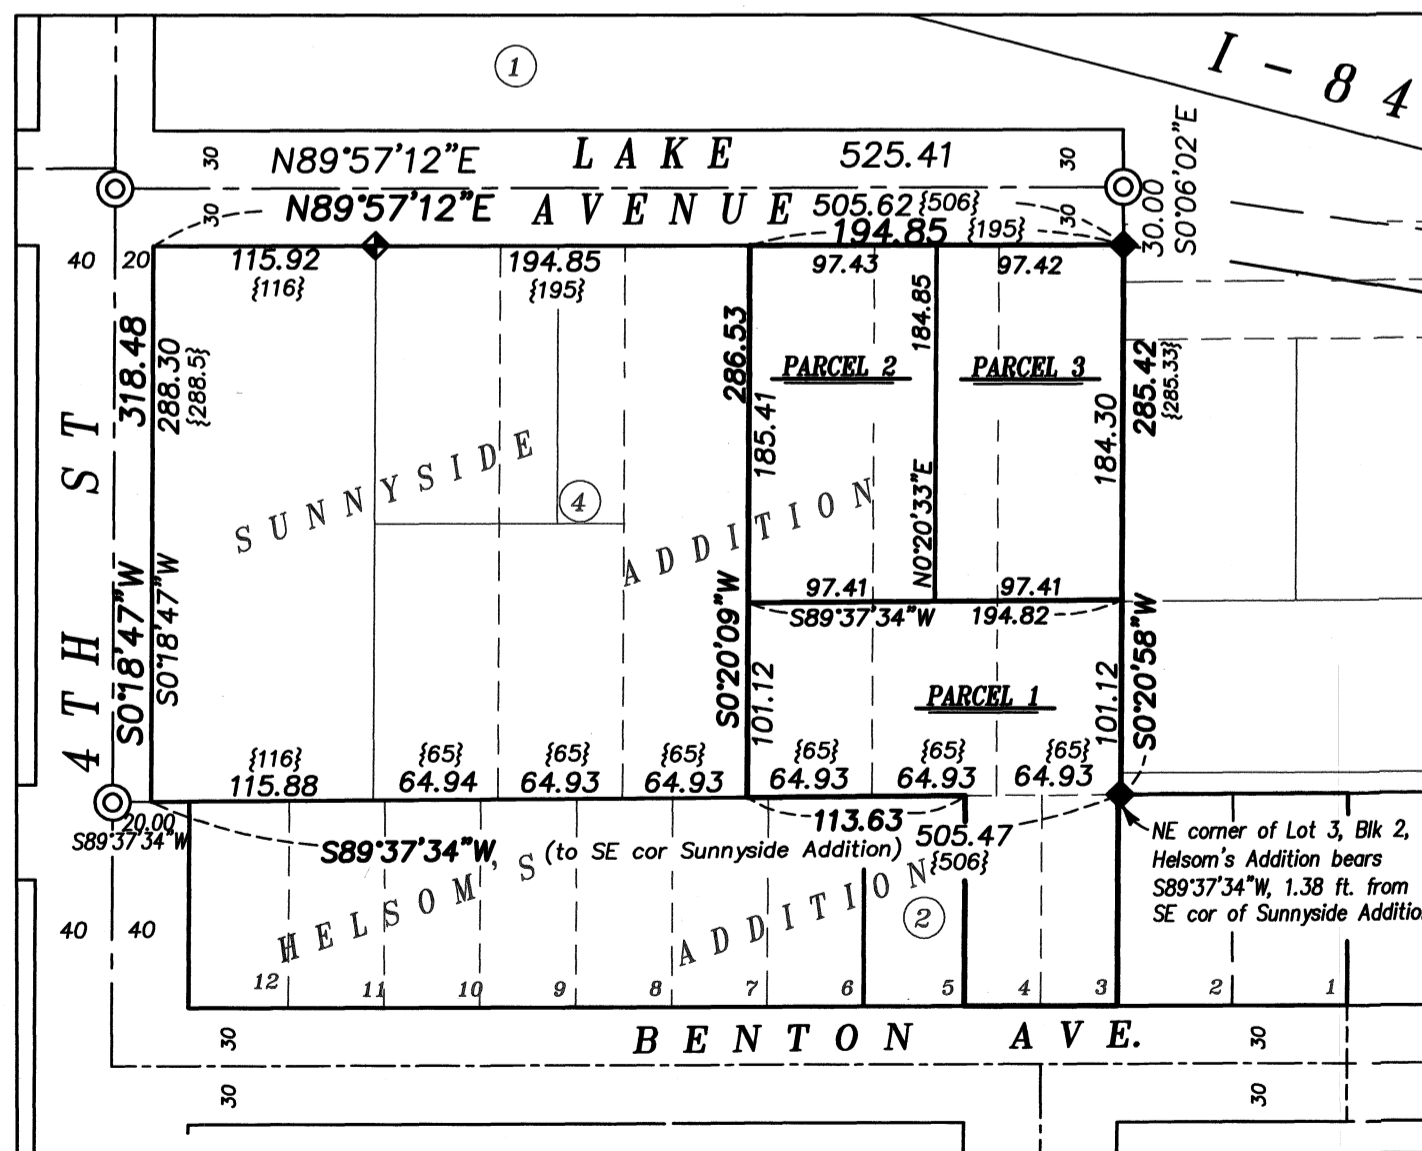 1
I - 84
30 N89°57'12"E LAKE 525.41 30
S0°06'02"E
30.00
30 N89°57'12"E AVENUE 505.62 {506} 30
194.85 {195}
40 20 115.92 194.85 97.43 97.42
{116} {195}
318.48
288.30
{288.5}
286.53
185.41
184.85
184.30
285.42
{285.33}
PARCEL 2 PARCEL 3
4TH ST
SUNNYSIDE 4 ADDITION
N0°20'33"E
97.41 97.41
S89°37'34"W 194.82
S0°18'47"W
S0°18'47"W
S0°20'09"W
101.12
PARCEL 1
101.12
S0°20'58"W
{116} {65} {65} {65} {65} {65} {65}
115.88 64.94 64.93 64.93 64.93 64.93 64.93
20.00
S89°37'34"W
113.63 505.47
S89°37'34"W (to SE cor Sunnyside Addition) {506}
NE corner of Lot 3, Blk 2,
Helsom's Addition bears
S89°37'34"W, 1.38 ft. from
SE cor of Sunnyside Additio
HELSOM'S ADDITION 2
40 40
12 11 10 9 8 7 6 5 4 3 2 1
30 BENTON AVE. 30
30 30